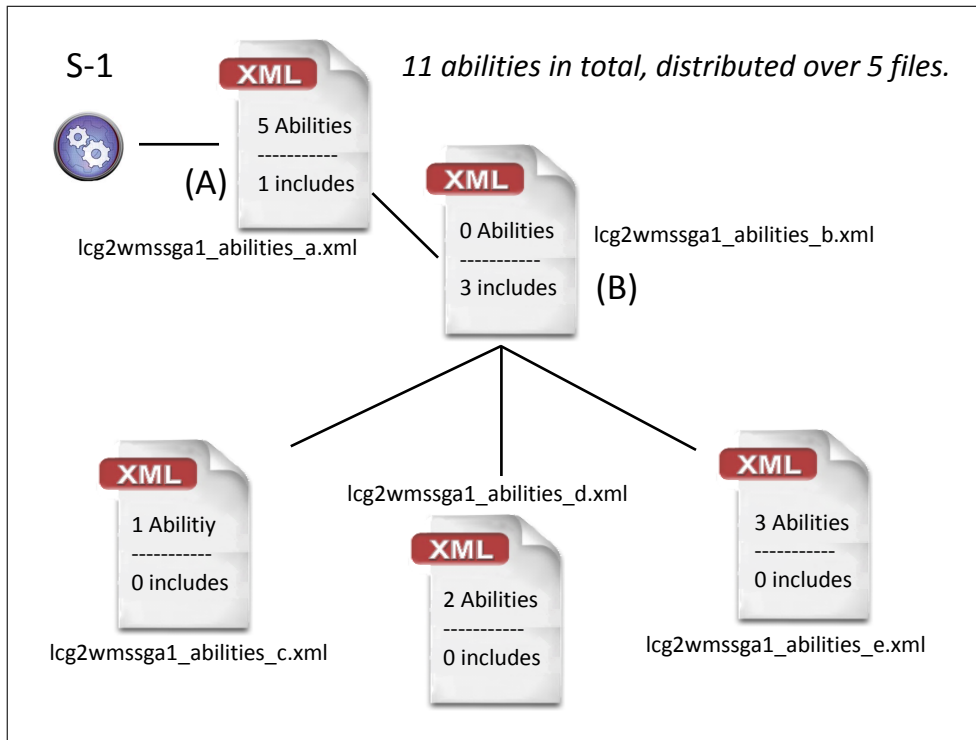 S-1
11 abilities in total, distributed over 5 files.
XML
5 Abilities
-----------
1 includes
(A)
lcg2wmssga1_abilities_a.xml
XML
0 Abilities
-----------
3 includes
lcg2wmssga1_abilities_b.xml
(B)
XML
1 Abilitiy
-----------
0 includes
lcg2wmssga1_abilities_c.xml
lcg2wmssga1_abilities_d.xml
XML
2 Abilities
-----------
0 includes
XML
3 Abilities
-----------
0 includes
lcg2wmssga1_abilities_e.xml